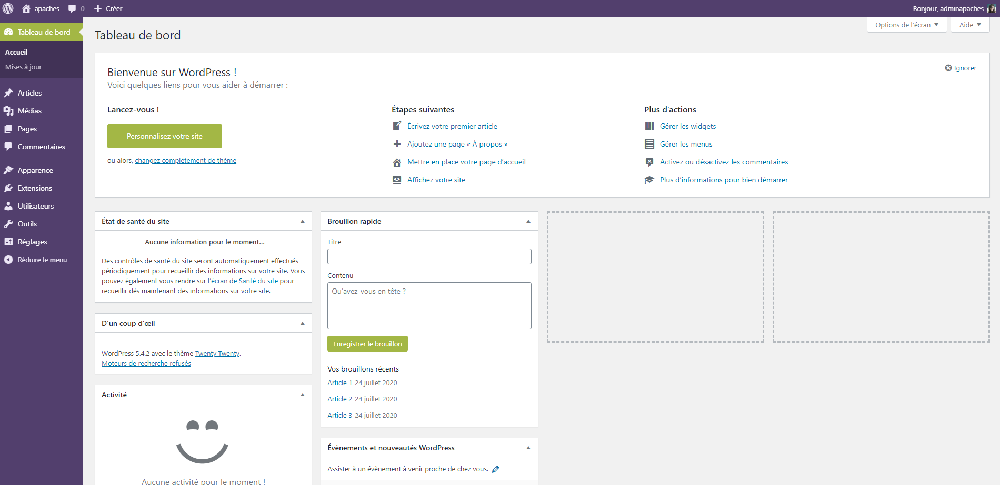 apaches
0
Créer
Bonjour, adminapaches
Tableau de bord
Accueil
Mises à jour
Articles
Médias
Pages
Commentaires
Apparence
Extensions
Utilisateurs
Outils
Réglages
Réduire le menu
Options de l'écran
Aide
Tableau de bord
Bienvenue sur WordPress !
Voici quelques liens pour vous aider à démarrer :
Ignorer
Lancez-vous !
Personnalisez votre site
ou alors, changez complètement de thème
Étapes suivantes
Écrivez votre premier article
Ajoutez une page « À propos »
Mettre en place votre page d’accueil
Affichez votre site
Plus d’actions
Gérer les widgets
Gérer les menus
Activez ou désactivez les commentaires
Plus d’informations pour bien démarrer
État de santé du site
Aucune information pour le moment…
Des contrôles de santé du site seront automatiquement effectués
périodiquement pour recueillir des informations sur votre site. Vous
pouvez également vous rendre sur l’écran de Santé du site pour
recueillir dès maintenant des informations sur votre site.
D’un coup d’œil
WordPress 5.4.2 avec le thème Twenty Twenty.
Moteurs de recherche refusés
Activité
Aucune activité pour le moment !
Brouillon rapide
Titre
Contenu
Qu’avez-vous en tête ?
Enregistrer le brouillon
Vos brouillons récents
Article 1 24 juillet 2020
Article 2 24 juillet 2020
Article 3 24 juillet 2020
Évènements et nouveautés WordPress
Assister à un évènement à venir proche de chez vous.